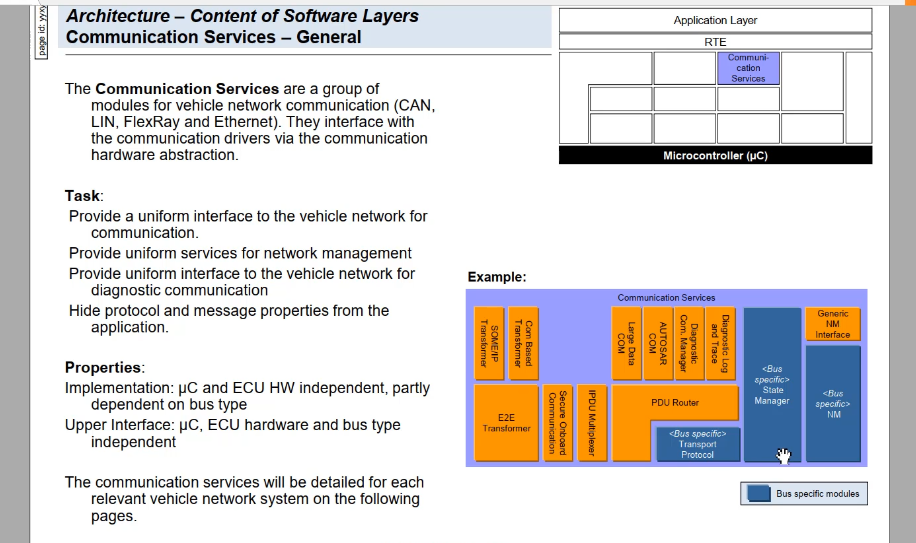 page id: yyxy
Architecture – Content of Software Layers
Communication Services – General
The Communication Services are a group of
modules for vehicle network communication (CAN,
LIN, FlexRay and Ethernet). They interface with
the communication drivers via the communication
hardware abstraction.
Task:
Provide a uniform interface to the vehicle network for
communication.
Provide uniform services for network management
Provide uniform interface to the vehicle network for
diagnostic communication
Hide protocol and message properties from the
application.
Properties:
Implementation: µC and ECU HW independent, partly
dependent on bus type
Upper Interface: µC, ECU hardware and bus type
independent
The communication services will be detailed for each
relevant vehicle network system on the following
pages.
Application Layer
RTE
Communi-
cation
Services
Microcontroller (µC)
Example:
Communication Services
SOME/IP
Transformer
Com Based
Transformer
Large Data
COM
AUTOSAR
COM
Diagnostic
Com. Manager
Diagnostic Log
and Trace
<Bus
specific>
State
Manager
Generic
NM
Interface
E2E
Transformer
Secure Onboard
Communication
IPDU Multiplexer
PDU Router
<Bus specific>
Transport
Protocol
<Bus
specific>
NM
Bus specific modules